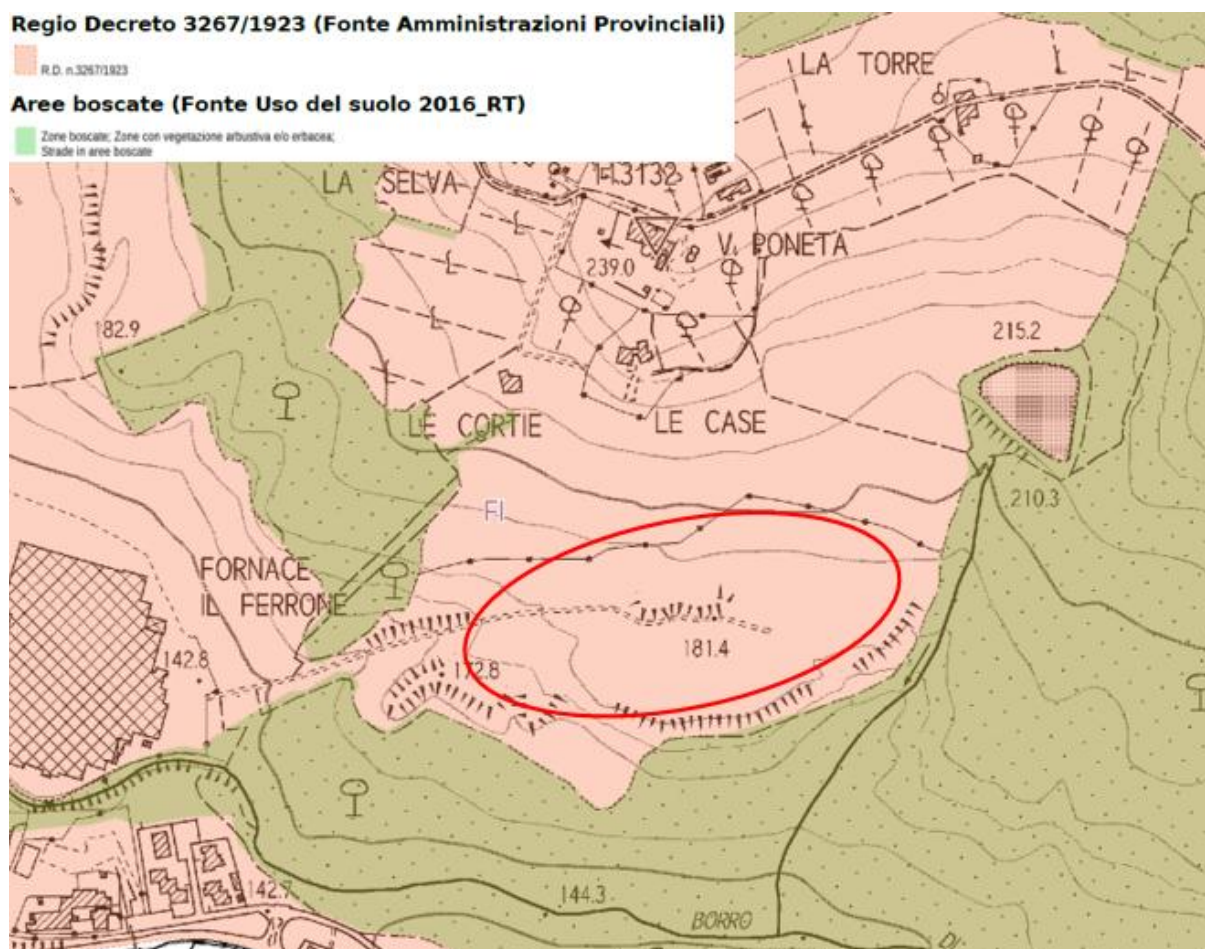 Regio Decreto 3267/1923 (Fonte Amministrazioni Provinciali)
R.D. n.3267/1923
Aree boscate (Fonte Uso del suolo 2016_RT)
Zone boscate; Zone con vegetazione arbustiva e/o erbacea;
Strade in aree boscate
LA TORRE
LA SELVA
V. PONETA
239.0
182.9
215.2
LE CORTIE
LE CASE
210.3
FI
FORNACE
IL FERRONE
142.8
172.8
181.4
142.7
144.3
BORRO
DI